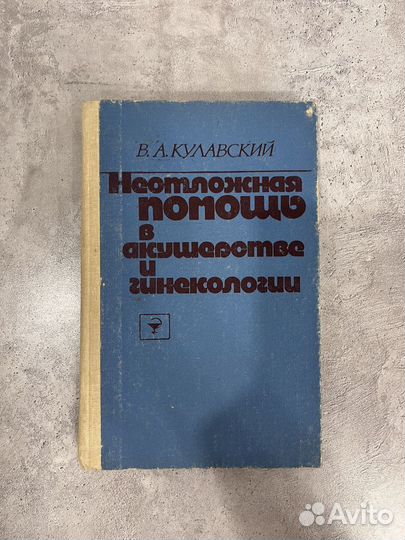 В. А. КУЛАВСКИЙ
Неотложная
помощь
в
акушерстве
и
гинекологии
Avito